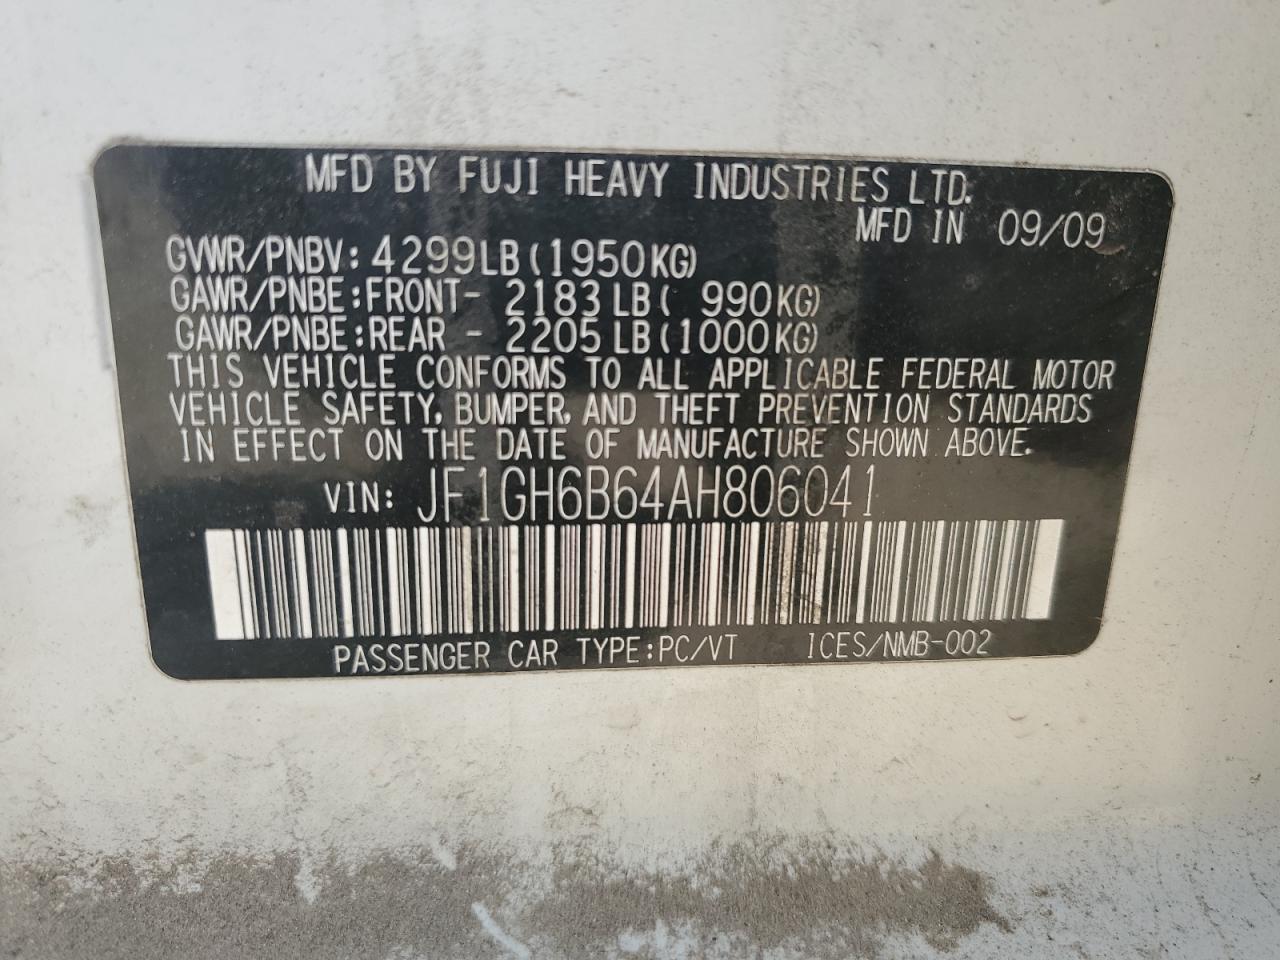 MFD BY FUJI HEAVY INDUSTRIES LTD.
MFD IN 09/09
GVWR/PNBV: 4299LB (1950KG)
GAWR/PNBE:FRONT- 2183LB( 990KG)
GAWR/PNBE:REAR - 2205LB(1000KG)
THIS VEHICLE CONFORMS TO ALL APPLICABLE FEDERAL MOTOR
VEHICLE SAFETY, BUMPER, AND THEFT PREVENTION STANDARDS
IN EFFECT ON THE DATE OF MANUFACTURE SHOWN ABOVE.
VIN: JF1GH6B64AH806041
PASSENGER CAR TYPE:PC/VT ICES/NMB-002